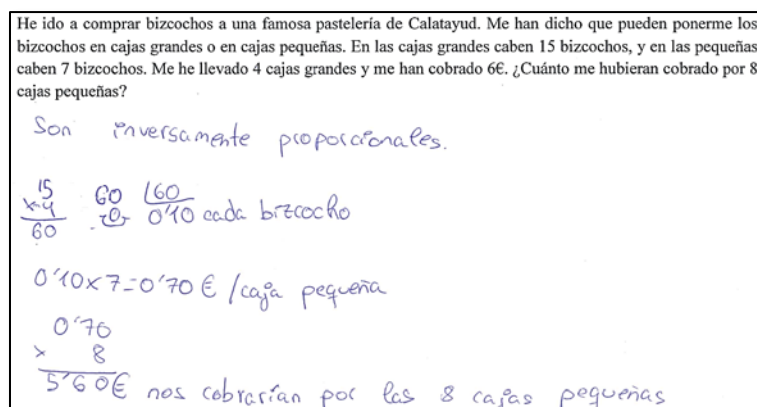 He ido a comprar bizcochos a una famosa pastelería de Calatayud. Me han dicho que pueden ponerme los
bizcochos en cajas grandes o en cajas pequeñas. En las cajas grandes caben 15 bizcochos, y en las pequeñas
caben 7 bizcochos. Me he llevado 4 cajas grandes y me han cobrado 6€. ¿Cuánto me hubieran cobrado por 8
cajas pequeñas?
Son inversamente proporcionales.
15
x4
60
60 60
0 0'10 cada bizcocho
0'10x7=0'70€/caja pequeña
0'70
x 8
5'60€ nos cobrarían por las 8 cajas pequeñas